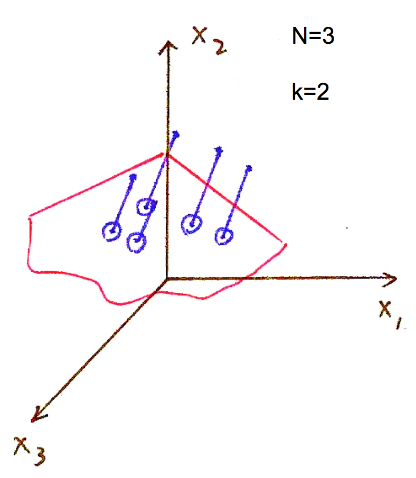 X₂
N=3
k=2
X₁
X₃